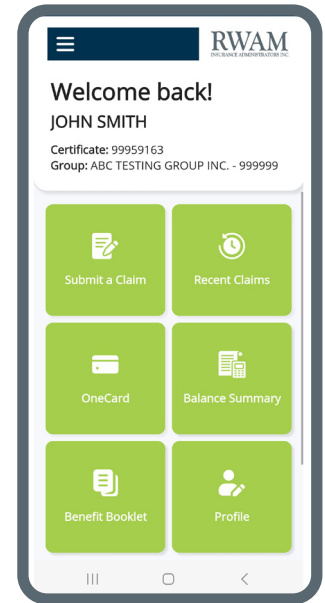 RWAM
INSURANCE ADMINISTRATORS INC.
Welcome back!
JOHN SMITH
Certificate: 99959163
Group: ABC TESTING GROUP INC. - 999999
Submit a Claim
Recent Claims
OneCard
Balance Summary
Benefit Booklet
Profile